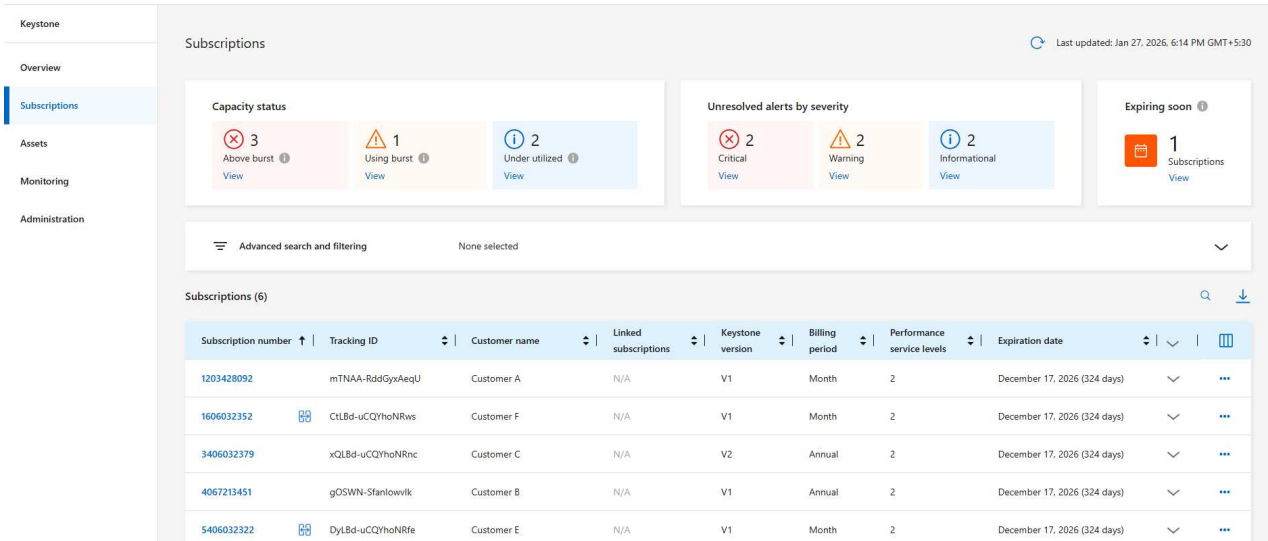 Keystone
Overview
Subscriptions
Assets
Monitoring
Administration
Subscriptions
Last updated: Jan 27, 2026, 6:14 PM GMT+5:30
Capacity status
3
Above burst
View
1
Using burst
View
2
Under utilized
View
Unresolved alerts by severity
2
Critical
View
2
Warning
View
2
Informational
View
Expiring soon
1
Subscriptions
View
Advanced search and filtering None selected
Subscriptions (6)
Subscription number Tracking ID Customer name Linked subscriptions Keystone version Billing period Performance service levels Expiration date
1203428092 mTNAA-RddGyxAeqU Customer A N/A V1 Month 2 December 17, 2026 (324 days)
1606032352 CtLBd-uCQYhoNRws Customer F N/A V1 Month 2 December 17, 2026 (324 days)
3406032379 xQLBd-uCQYhoNRnc Customer C N/A V2 Annual 2 December 17, 2026 (324 days)
4067213451 gOSWN-Sfanlowvlk Customer B N/A V1 Annual 2 December 17, 2026 (324 days)
5406032322 DyLBd-uCQYhoNRfe Customer E N/A V1 Month 2 December 17, 2026 (324 days)